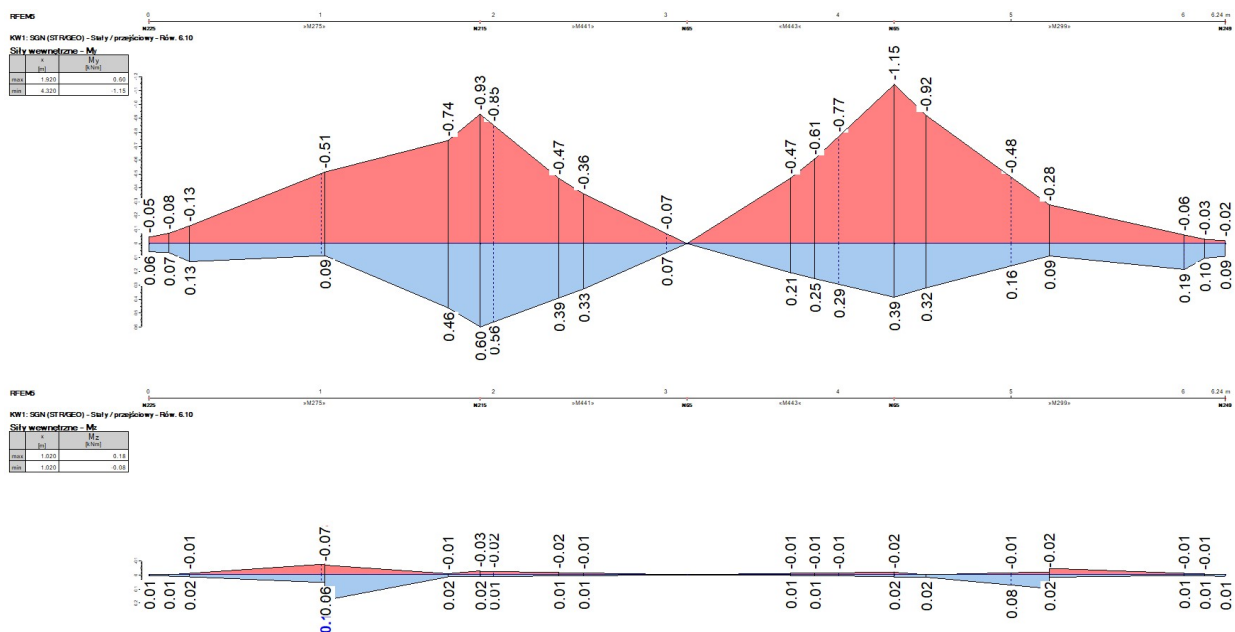 RFEM5
0 1 2 3 4 5 6 6.24 m
N225 »M275» N215 »M441» N65 »M443» N65 »M299» N249
KW1: SGN (STR/GEO) - Stały / przejściowy - Rów. 6.10
Siły wewnętrzne - My
x My
[m] [kNm]
max 1.920 0.60
min 4.320 -1.15
-0.05 -0.08 -0.13 -0.51 -0.74 -0.93 -0.85 -0.47 -0.36 -0.07 -0.47 -0.61 -0.77 -1.15 -0.92 -0.48 -0.28 -0.06 -0.03 -0.02
0.06 0.07 0.13 0.09 0.46 0.60 0.56 0.39 0.33 0.07 0.21 0.25 0.29 0.39 0.32 0.16 0.09 0.19 0.10 0.09
RFEM5
0 1 2 3 4 5 6 6.24 m
N225 »M275» N215 »M441» N65 »M443» N65 »M299» N249
KW1: SGN (STR/GEO) - Stały / przejściowy - Rów. 6.10
Siły wewnętrzne - Mz
x Mz
[m] [kNm]
max 1.020 0.18
min 1.020 -0.08
-0.01 -0.07 -0.01 -0.03 -0.02 -0.02 -0.01 -0.01 -0.01 -0.01 -0.02 -0.01 -0.02 -0.01 -0.01
0.01 0.01 0.02 0.06 0.02 0.02 0.01 0.01 0.01 0.01 0.01 0.01 0.02 0.02 0.08 0.02 0.01 0.01 0.01